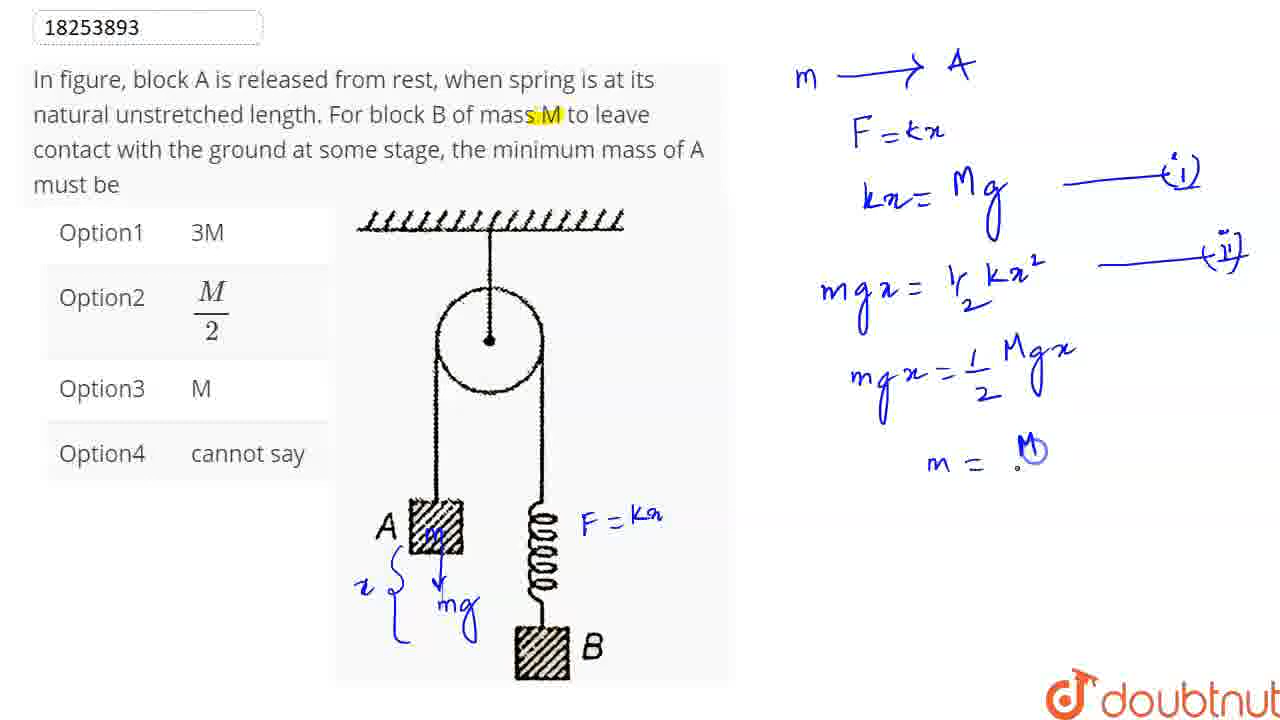 18253893
In figure, block A is released from rest, when spring is at its
natural unstretched length. For block B of mass M to leave
contact with the ground at some stage, the minimum mass of A
must be
Option1 3M
Option2 M/2
Option3 M
Option4 cannot say
A
m
x
mg
F = kx
B
m → A
F = kx
kx = Mg (i)
mgx = 1/2 kx² (ii)
mgx = 1/2 Mgx
m = M
doubtnut